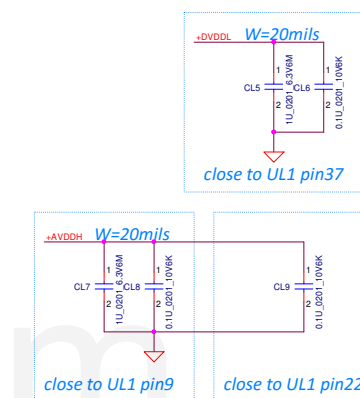 +DVDDL W=20mils
1 1
CL5 CL6
2 2
1U_0201_6.3V6M
0.1U_0201_10V6K
close to UL1 pin37
+AVDDH W=20mils
1 1 1
CL7 CL8 CL9
2 2 2
1U_0201_6.3V6M
0.1U_0201_10V6K
0.1U_0201_10V6K
m
close to UL1 pin9
close to UL1 pin22